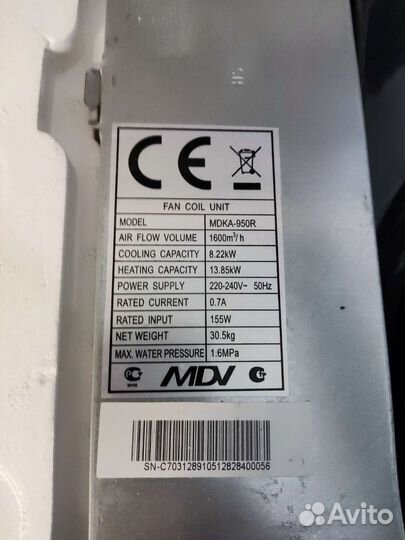 CE
FAN COIL UNIT
MODEL MDKA-950R
AIR FLOW VOLUME 1600m³/h
COOLING CAPACITY 8.22kW
HEATING CAPACITY 13.85kW
POWER SUPPLY 220-240V~ 50Hz
RATED CURRENT 0.7A
RATED INPUT 155W
NET WEIGHT 30.5kg
MAX. WATER PRESSURE 1.6MPa
MDV
SN-C703128910512828400056
Avito